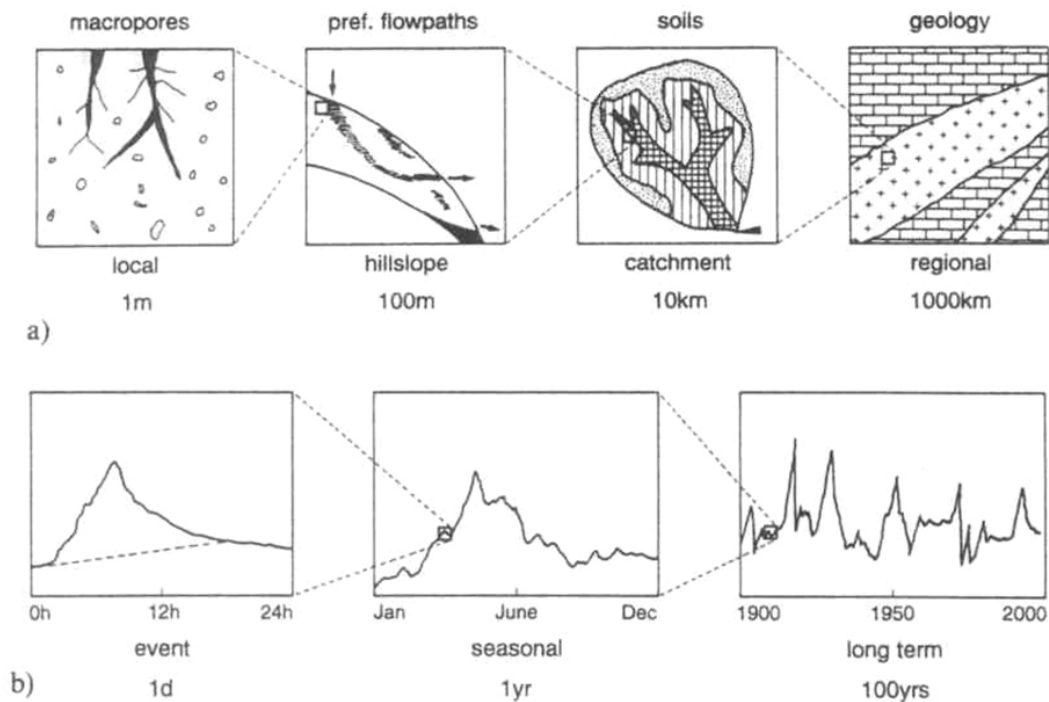 macropores pref. flowpaths soils geology
local hillslope catchment regional
1m 100m 10km 1000km
a)
0h 12h 24h Jan June Dec 1900 1950 2000
event seasonal long term
b) 1d 1yr 100yrs